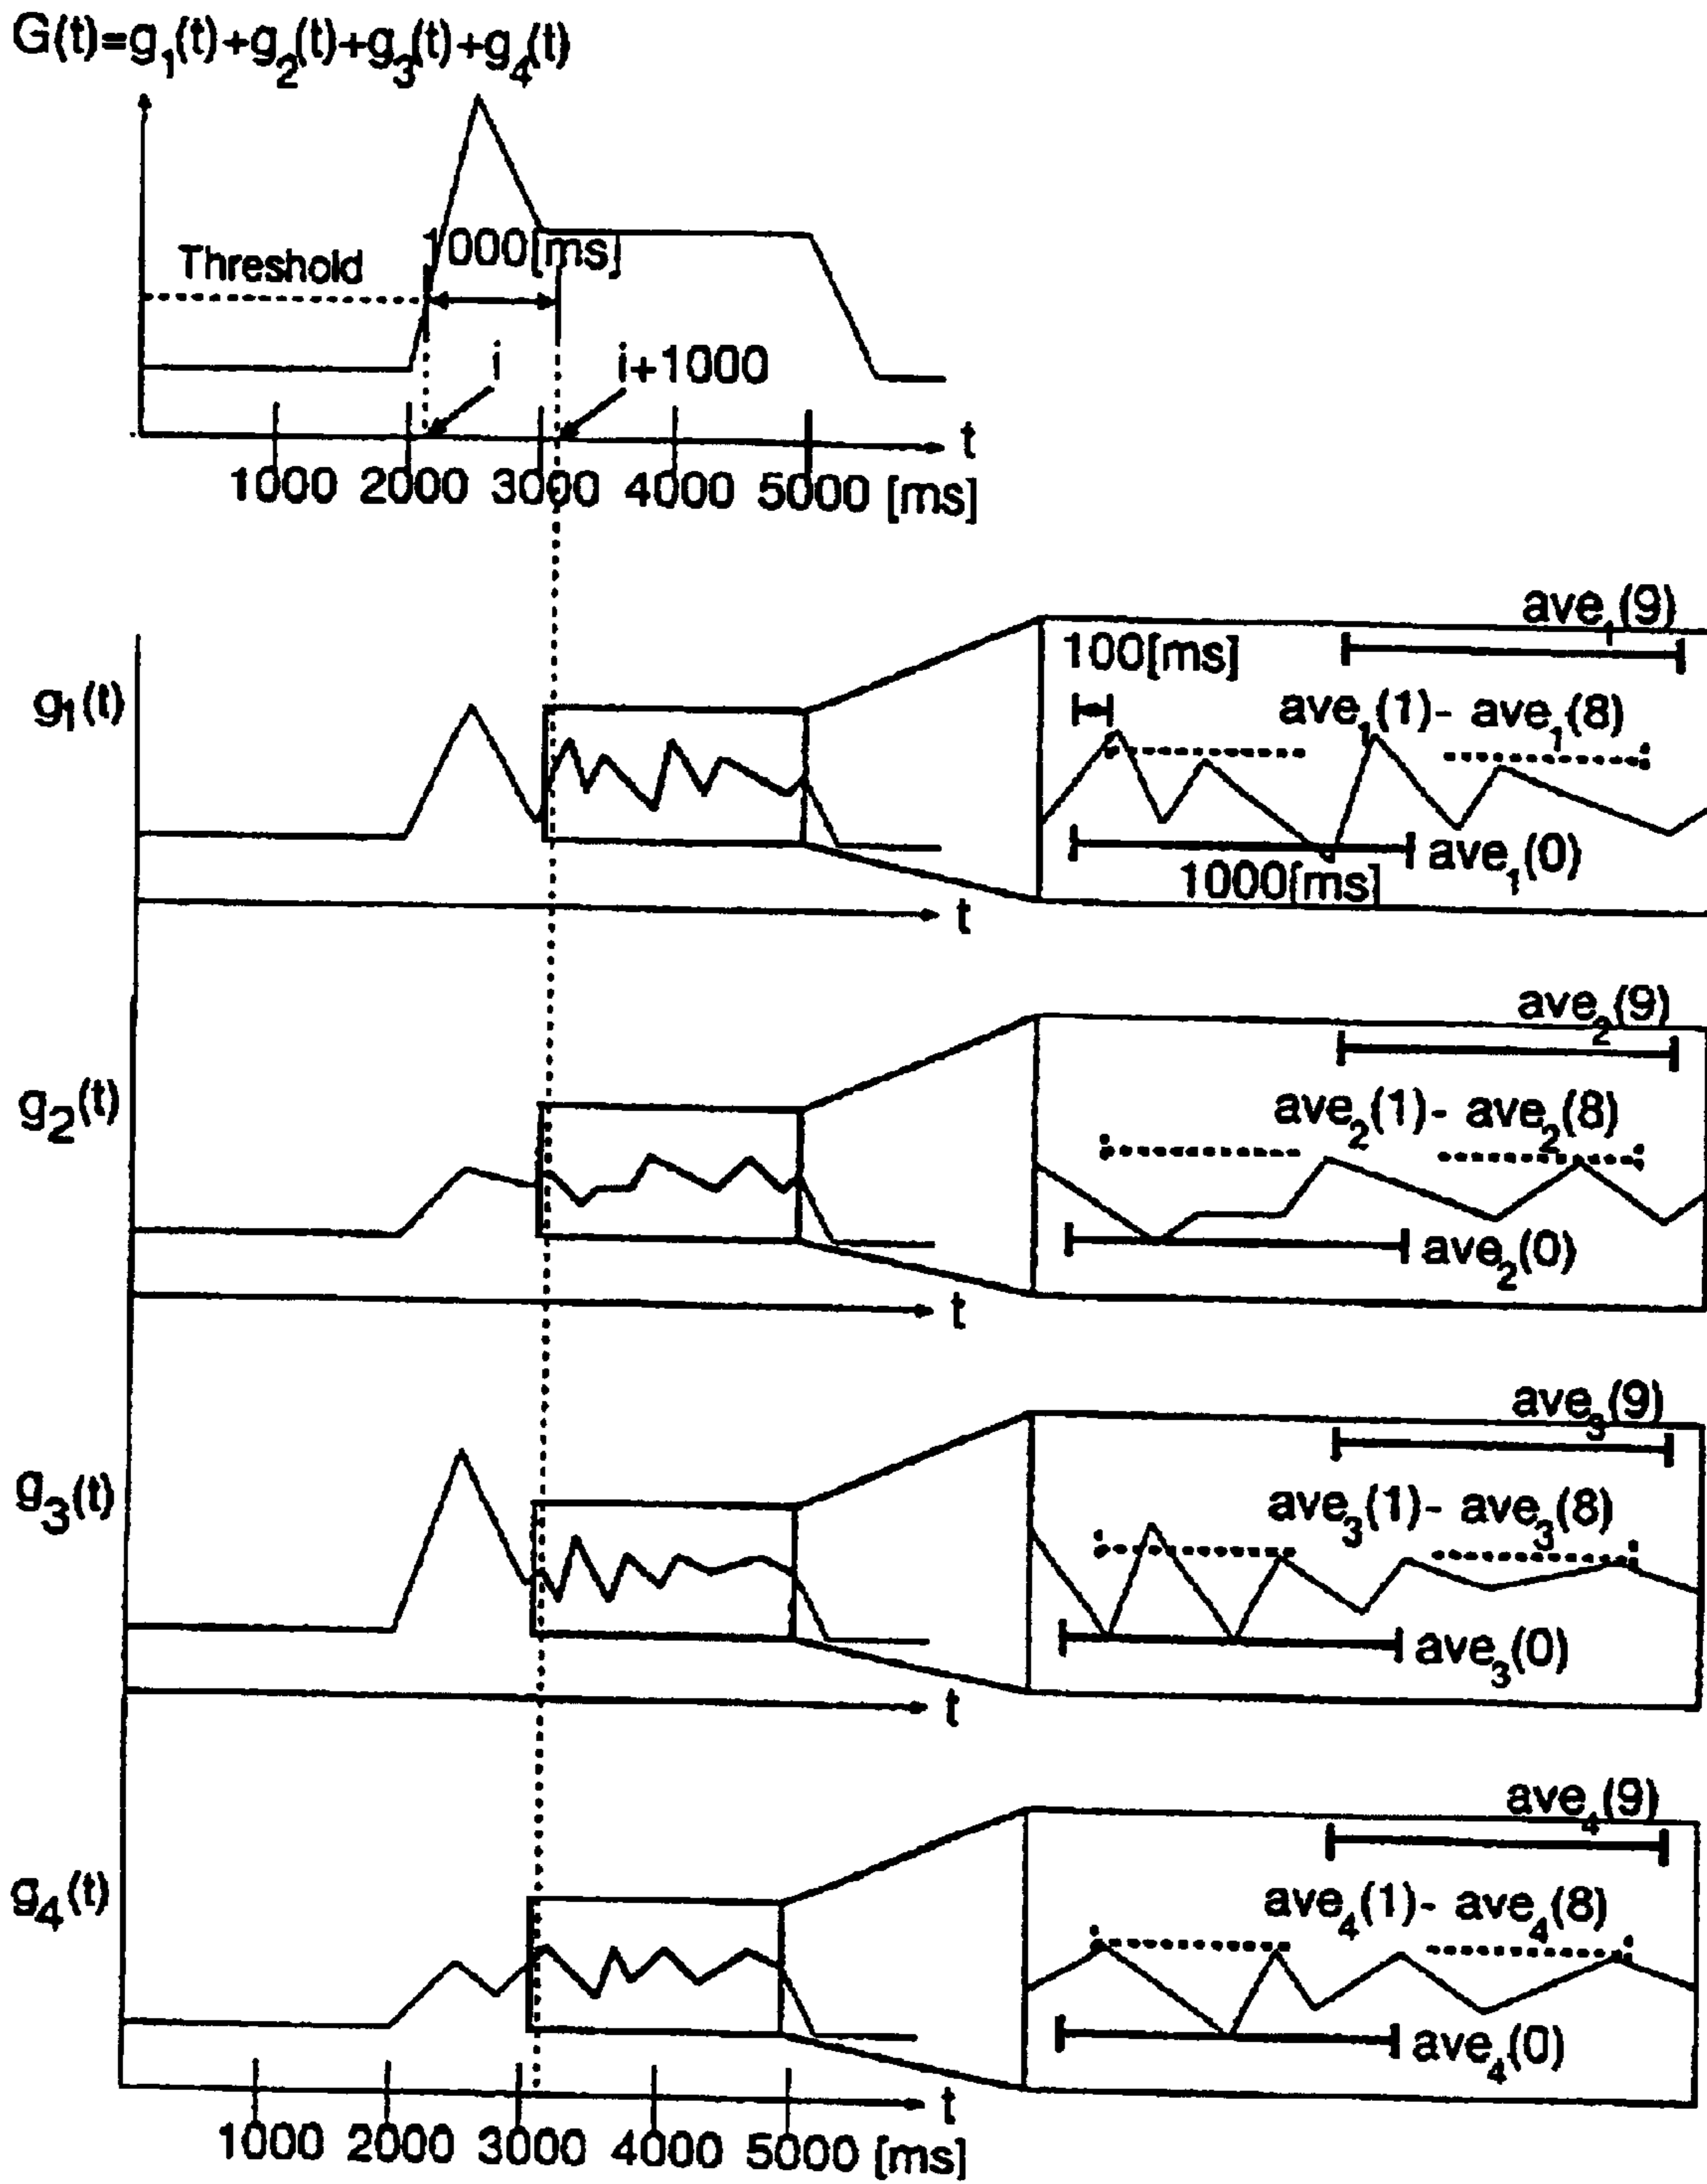 G(t)=g₁(t)+g₂(t)+g₃(t)+g₄(t)
Threshold
1000[ms]
i
i+1000
t
1000 2000 3000 4000 5000 [ms]
g₁(t)
t
ave₁(9)
100[ms]
ave₁(1)- ave₁(8)
ave₁(0)
1000[ms]
g₂(t)
t
ave₂(9)
ave₂(1)- ave₂(8)
ave₂(0)
g₃(t)
t
ave₃(9)
ave₃(1)- ave₃(8)
ave₃(0)
g₄(t)
t
ave₄(9)
ave₄(1)- ave₄(8)
ave₄(0)
1000 2000 3000 4000 5000 [ms]